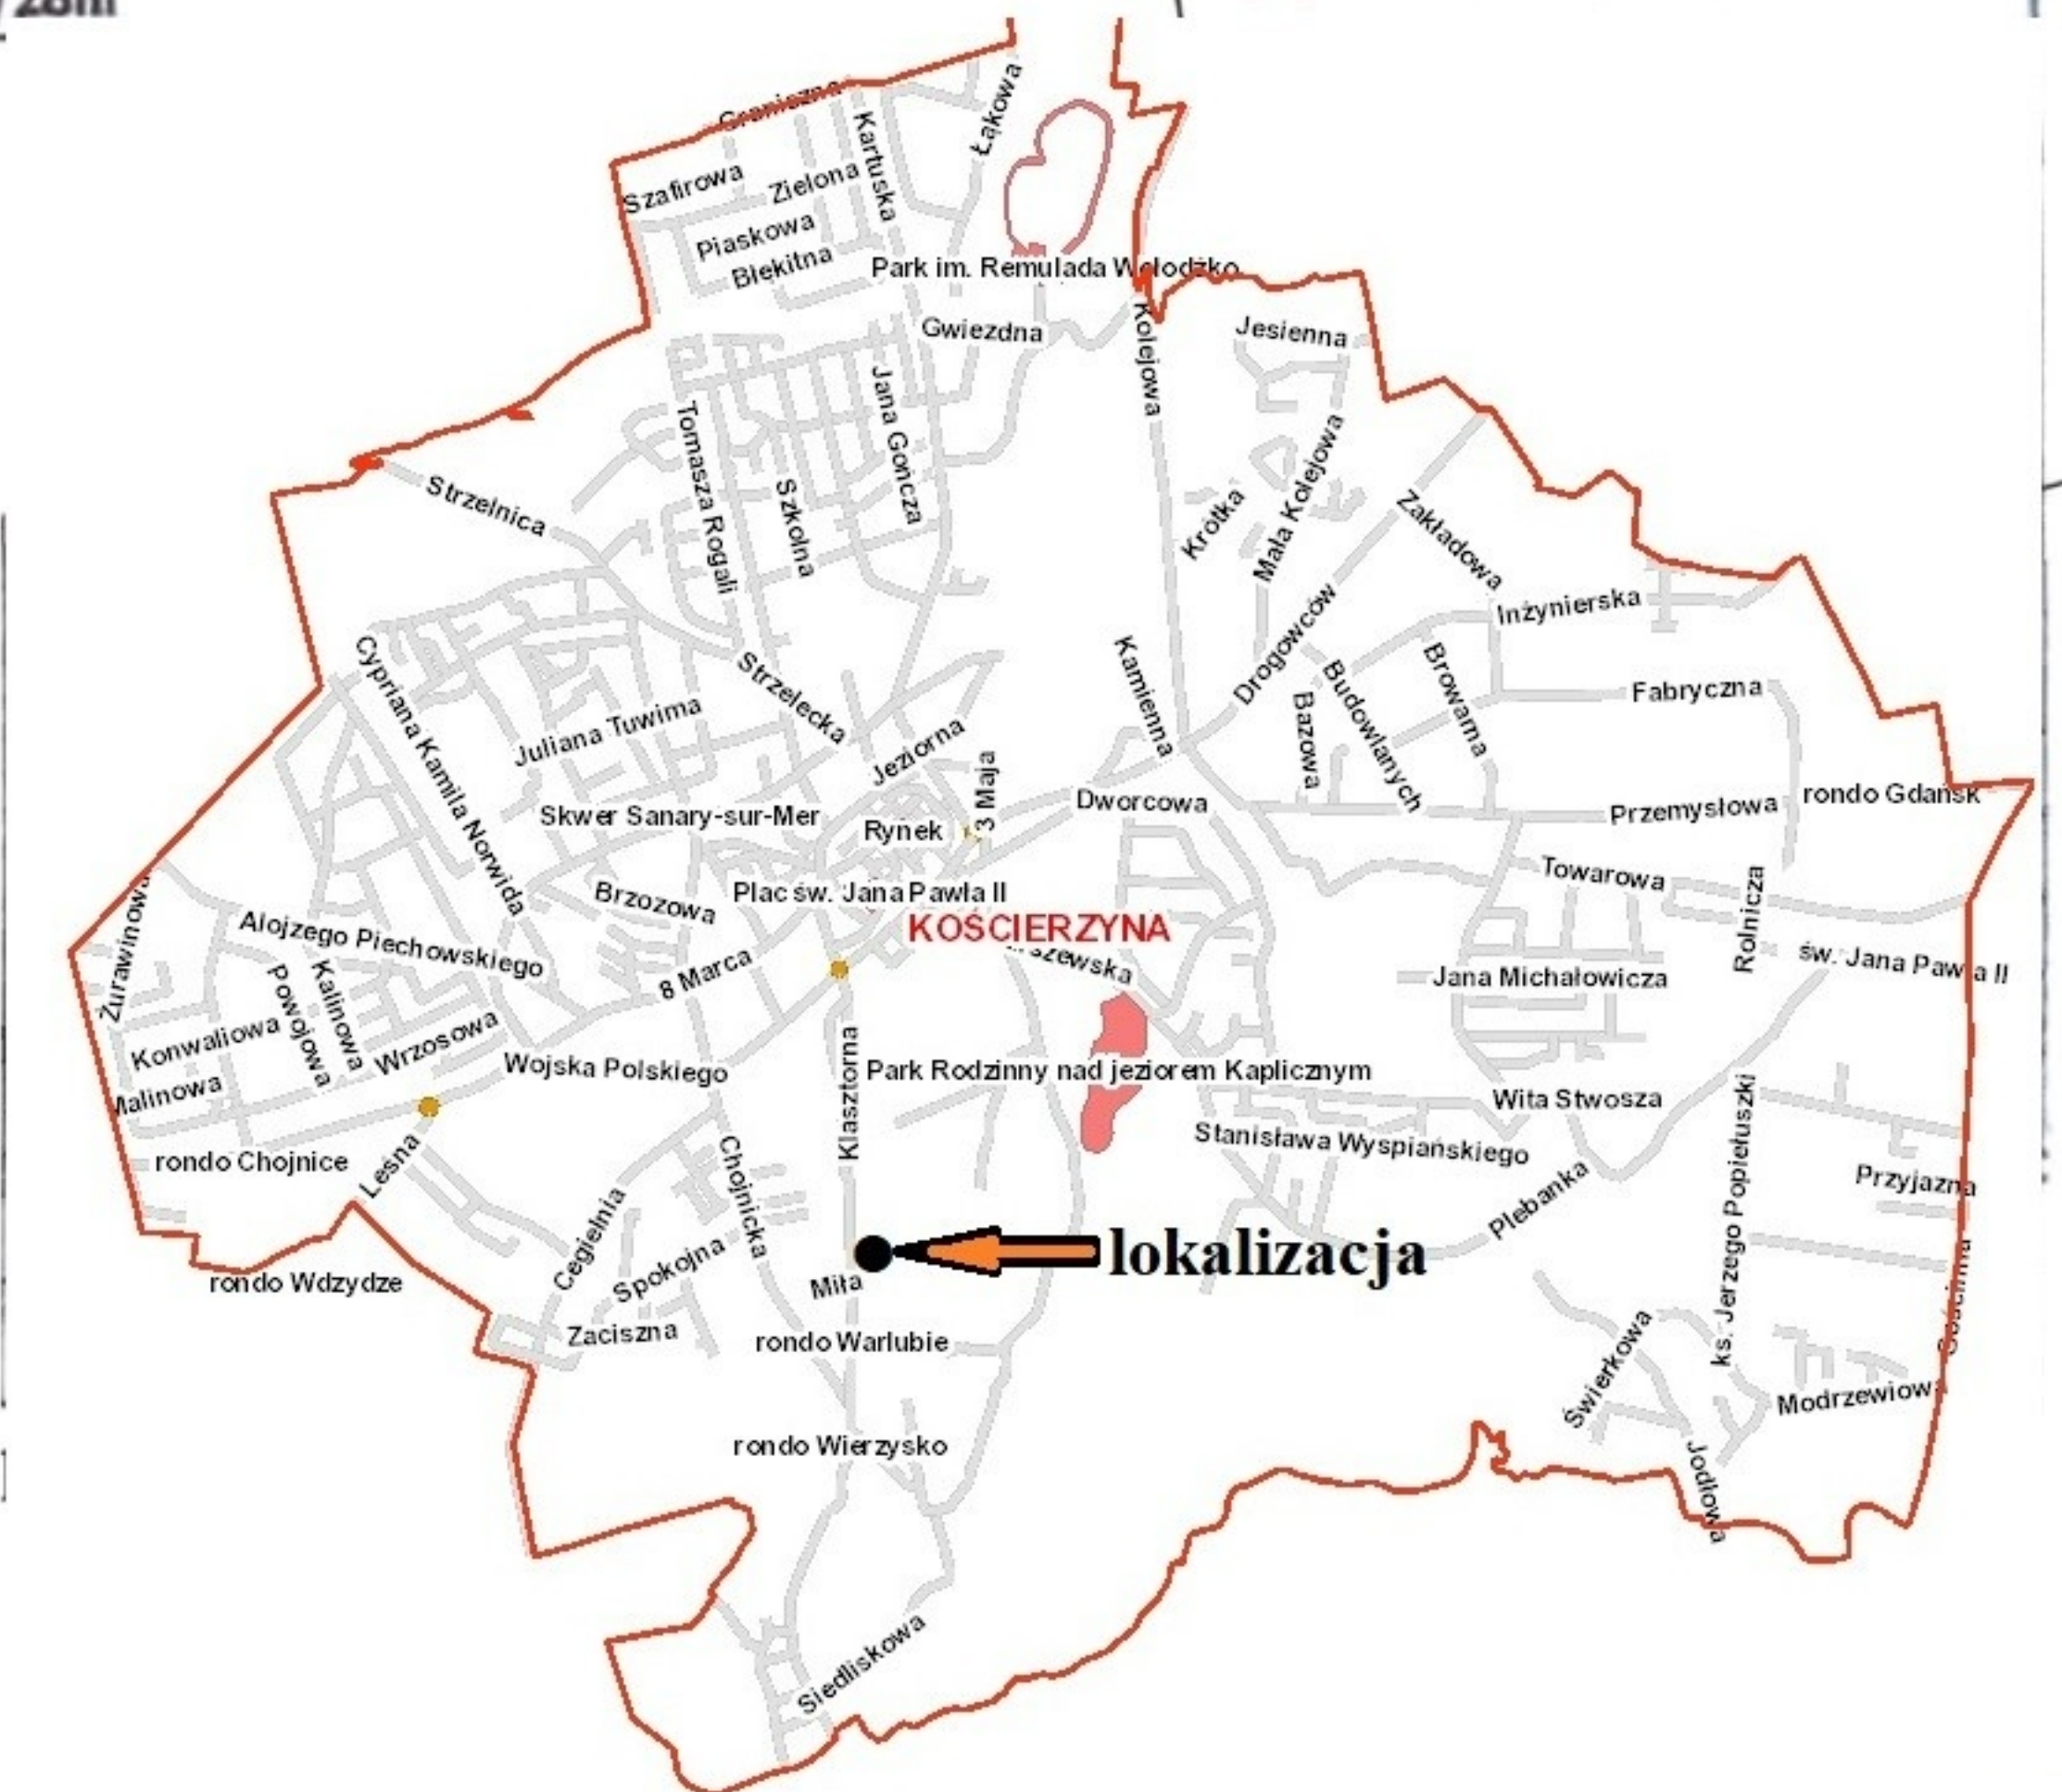 Graniczna
Łąkowa
Kartuska
Szafirowa
Zielona
Piaskowa
Błękitna
Park im. Remulada Wełodźko
Gwiezdna
Kolejowa
Jesienna
Jana Gończa
Tomasza Rogali
Szkolna
Strzelnica
Krótka
Mała Kolejowa
Zakładowa
Inżynierska
Drogowców
Kamienna
Budowlanych
Browarna
Bazowa
Fabryczna
Cypriana Kamila Norwida
Strzelecka
Juliana Tuwima
Jeziorna
3 Maja
Dworcowa
Przemysłowa
rondo Gdańsk
Skwer Sanary-sur-Mer
Rynek
Towarowa
Żurawinowa
Brzozowa
Plac św. Jana Pawła II
Rolnicza
Alojzego Piechowskiego
KOŚCIERZYNA
szewska
św. Jana Pawła II
8 Marca
Jana Michałowicza
Powojowa
Kalinowa
Konwaliowa
Wrzosowa
Wojska Polskiego
Klasztorna
Park Rodzinny nad jeziorem Kaplicznym
Malinowa
Wita Stwosza
Stanisława Wyspiańskiego
ks. Jerzego Popiełuszki
rondo Chojnice
Leśna
Chojnicka
Plebanka
Przyjazna
Cegielnia
Spokojna
lokalizacja
Miła
rondo Wdzydze
Zaciszna
rondo Warlubie
Gościnna
Świerkowa
Modrzewiowa
rondo Wierzysko
Jodłowa
Siedliskowa